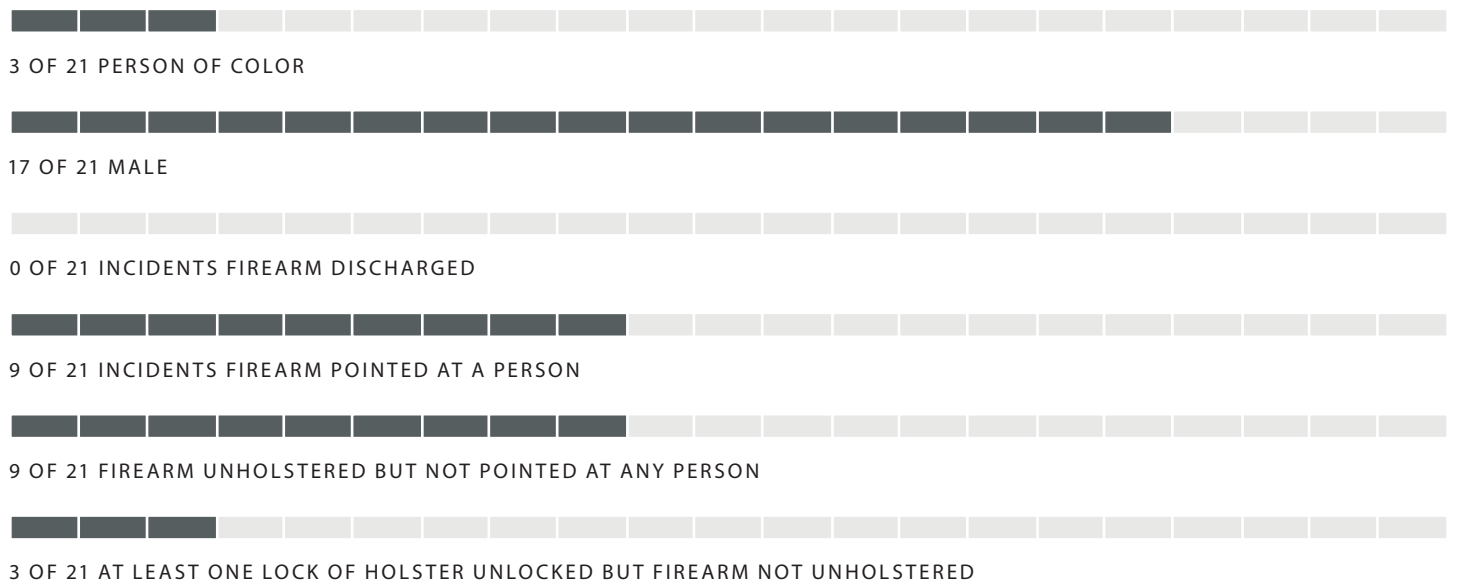 3 OF 21 PERSON OF COLOR
17 OF 21 MALE
0 OF 21 INCIDENTS FIREARM DISCHARGED
9 OF 21 INCIDENTS FIREARM POINTED AT A PERSON
9 OF 21 FIREARM UNHOLSTERED BUT NOT POINTED AT ANY PERSON
3 OF 21 AT LEAST ONE LOCK OF HOLSTER UNLOCKED BUT FIREARM NOT UNHOLSTERED